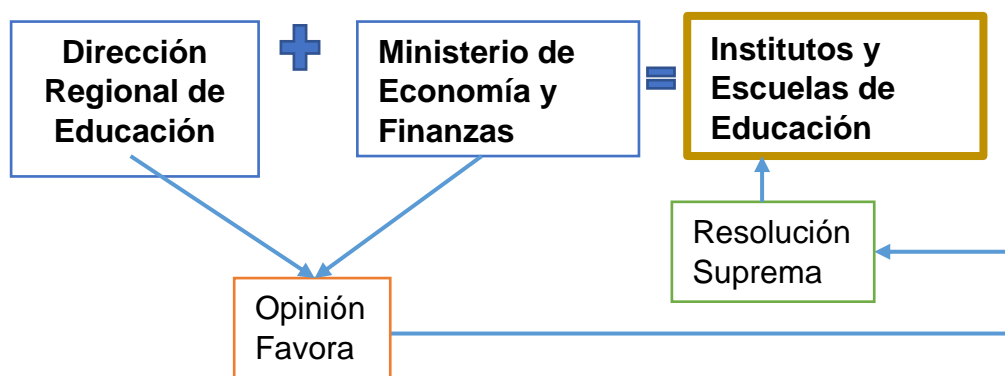 Dirección
Regional de
Educación
Ministerio de
Economía y
Finanzas
Institutos y
Escuelas de
Educación
Resolución
Suprema
Opinión
Favora